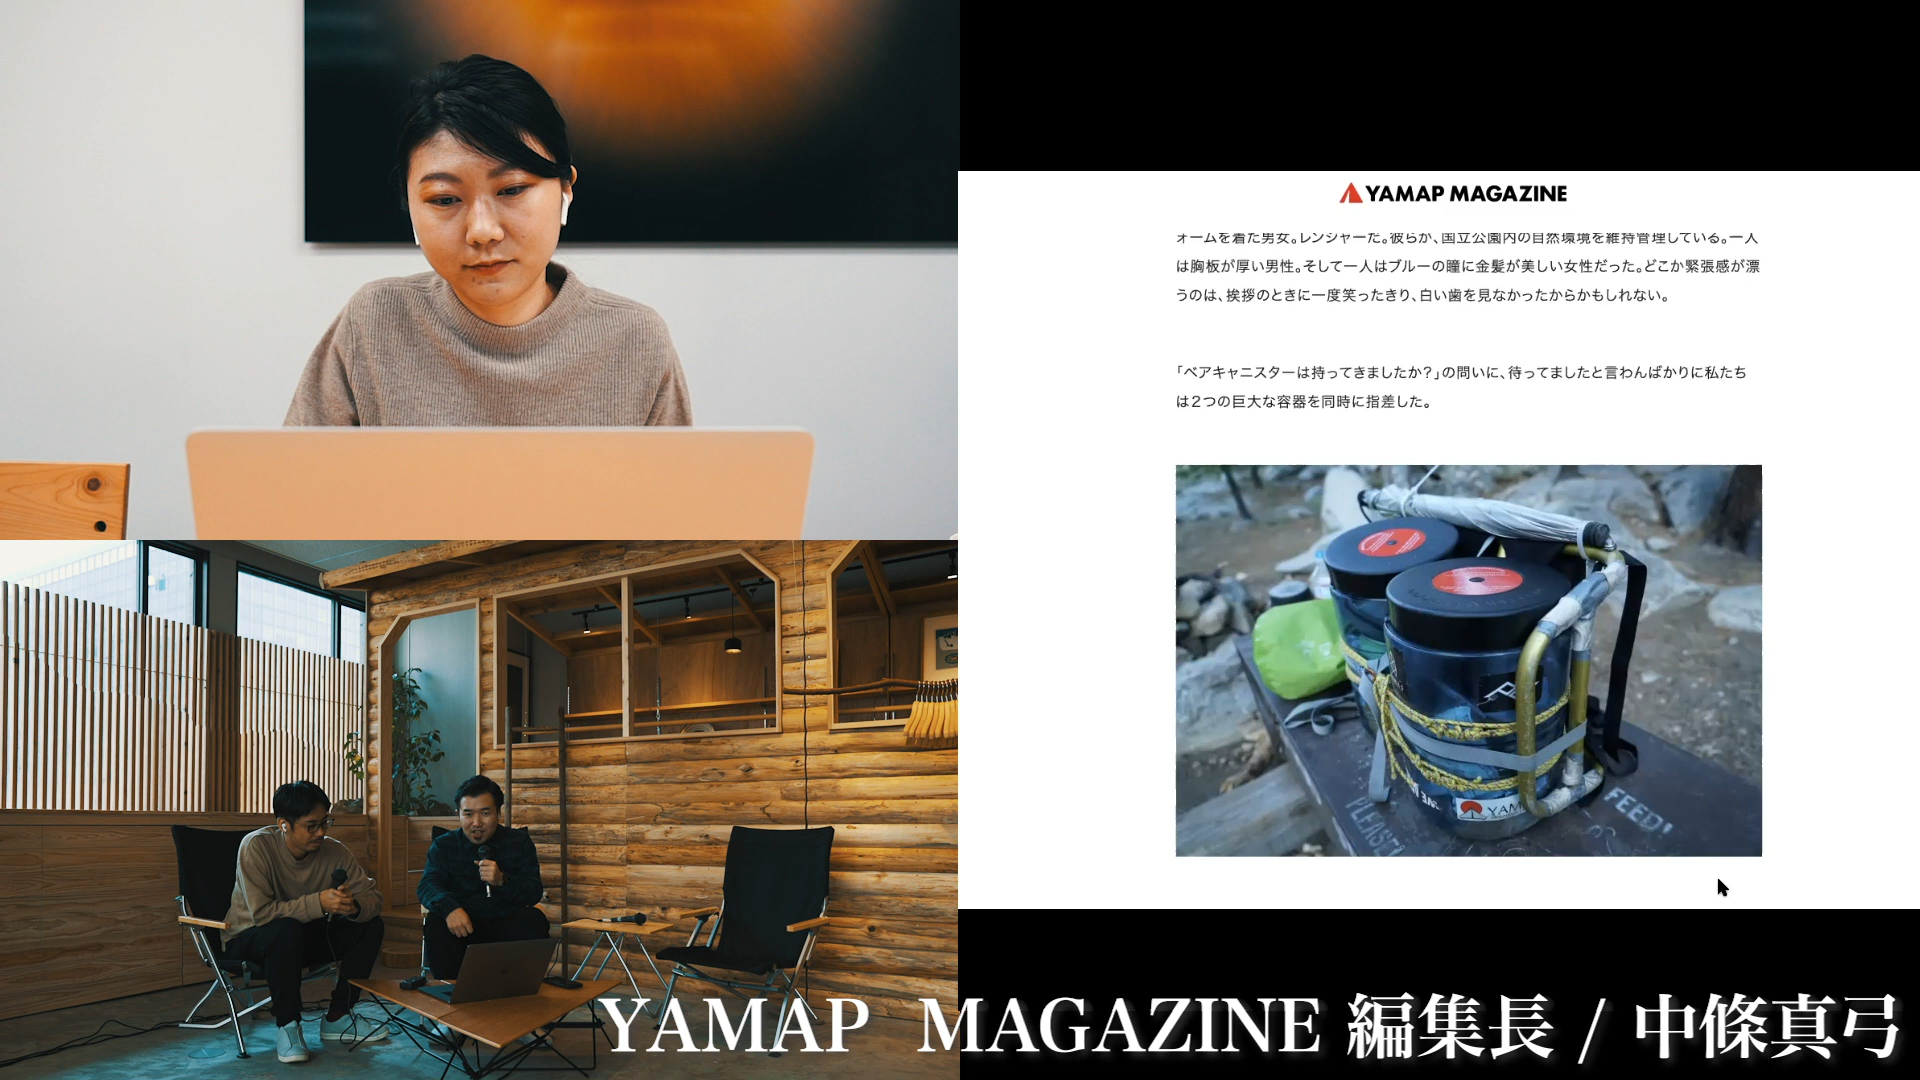 YAMAP MAGAZINE
ォームを着た男女。レンジャーだ。彼らが、国立公園内の自然環境を維持管理している。一人
は胸板が厚い男性。そして一人はブルーの瞳に金髪が美しい女性だった。どこか緊張感が漂
うのは、挨拶のときに一度笑ったきり、白い歯を見なかったからかもしれない。
「ベアキャニスターは持ってきましたか？」の問いに、待ってましたと言わんばかりに私たち
は2つの巨大な容器を同時に指差した。
YAM
FEED!
PLEASE
YAMAP MAGAZINE 編集長 / 中條真弓